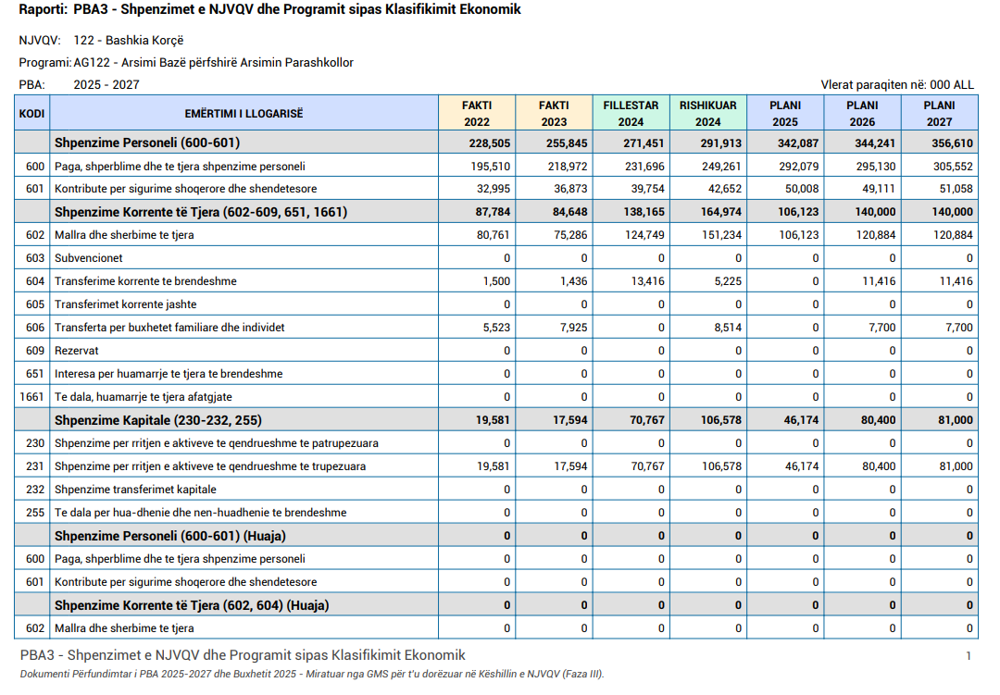 Raporti: PBA3 - Shpenzimet e NJVQV dhe Programit sipas Klasifikimit Ekonomik
NJVQV: 122 - Bashkia Korçë
Programi: AG122 - Arsimi Bazë përfshirë Arsimin Parashkollor
PBA: 2025 - 2027 Vlerat paraqiten në: 000 ALL
KODI EMËRTIMI I LLOGARISË FAKTI 2022 FAKTI 2023 FILLESTAR 2024 RISHIKUAR 2024 PLANI 2025 PLANI 2026 PLANI 2027
Shpenzime Personeli (600-601) 228,505 255,845 271,451 291,913 342,087 344,241 356,610
600 Paga, shperblime dhe te tjera shpenzime personeli 195,510 218,972 231,696 249,261 292,079 295,130 305,552
601 Kontribute per sigurime shoqerore dhe shendetesore 32,995 36,873 39,754 42,652 50,008 49,111 51,058
Shpenzime Korrente të Tjera (602-609, 651, 1661) 87,784 84,648 138,165 164,974 106,123 140,000 140,000
602 Mallra dhe sherbime te tjera 80,761 75,286 124,749 151,234 106,123 120,884 120,884
603 Subvencionet 0 0 0 0 0 0 0
604 Transferime korrente te brendeshme 1,500 1,436 13,416 5,225 0 11,416 11,416
605 Transferimet korrente jashte 0 0 0 0 0 0 0
606 Transferta per buxhetet familiare dhe individet 5,523 7,925 0 8,514 0 7,700 7,700
609 Rezervat 0 0 0 0 0 0 0
651 Interesa per huamarrje te tjera te brendeshme 0 0 0 0 0 0 0
1661 Te dala, huamarrje te tjera afatgjate 0 0 0 0 0 0 0
Shpenzime Kapitale (230-232, 255) 19,581 17,594 70,767 106,578 46,174 80,400 81,000
230 Shpenzime per rritjen e aktiveve te qendrueshme te patrupezuara 0 0 0 0 0 0 0
231 Shpenzime per rritjen e aktiveve te qendrueshme te trupezuara 19,581 17,594 70,767 106,578 46,174 80,400 81,000
232 Shpenzime transferimet kapitale 0 0 0 0 0 0 0
255 Te dala per hua-dhenie dhe nen-huadhenie te brendeshme 0 0 0 0 0 0 0
Shpenzime Personeli (600-601) (Huaja) 0 0 0 0 0 0 0
600 Paga, shperblime dhe te tjera shpenzime personeli 0 0 0 0 0 0 0
601 Kontribute per sigurime shoqerore dhe shendetesore 0 0 0 0 0 0 0
Shpenzime Korrente të Tjera (602, 604) (Huaja) 0 0 0 0 0 0 0
602 Mallra dhe sherbime te tjera 0 0 0 0 0 0 0
PBA3 - Shpenzimet e NJVQV dhe Programit sipas Klasifikimit Ekonomik 1
Dokumenti Përfundimtar i PBA 2025-2027 dhe Buxhetit 2025 - Miratuar nga GMS për t'u dorëzuar në Këshillin e NJVQV (Faza III).